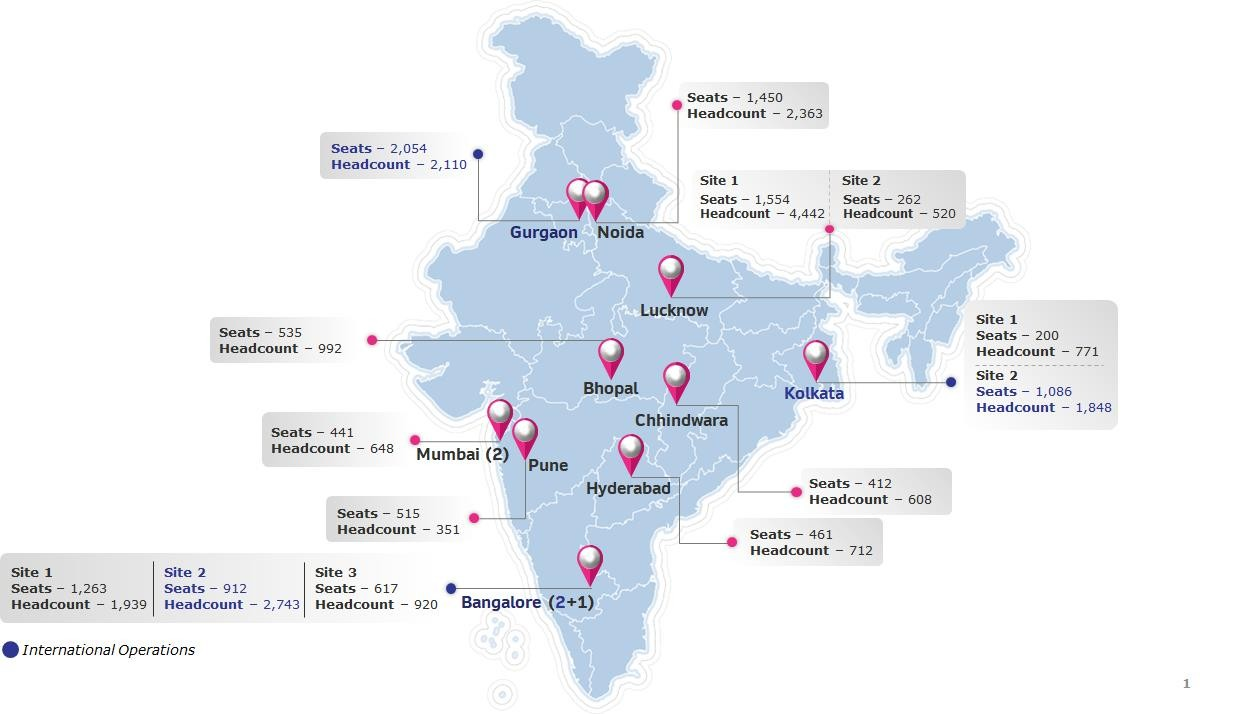 Seats – 1,450
Headcount – 2,363
Seats – 2,054
Headcount – 2,110
Site 1
Seats – 1,554
Headcount – 4,442
Site 2
Seats – 262
Headcount – 520
Gurgaon
Noida
Lucknow
Site 1
Seats – 200
Headcount – 771
Site 2
Seats – 1,086
Headcount – 1,848
Seats – 535
Headcount – 992
Bhopal
Kolkata
Chhindwara
Seats – 441
Headcount – 648
Mumbai (2)
Pune
Hyderabad
Seats – 412
Headcount – 608
Seats – 515
Headcount – 351
Seats – 461
Headcount – 712
Site 1
Seats – 1,263
Headcount – 1,939
Site 2
Seats – 912
Headcount – 2,743
Site 3
Seats – 617
Headcount – 920
Bangalore (2+1)
International Operations
1